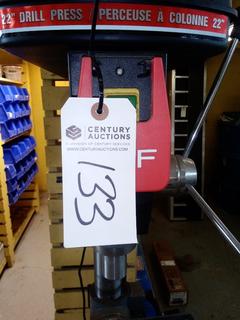 22" DRILL PRESS PERCEUSE À COLONNE 22"
CENTURY
AUCTIONS
A DIVISION OF CENTURY SERVICES
WWW.CENTURYAUCTIONS.COM
133
F